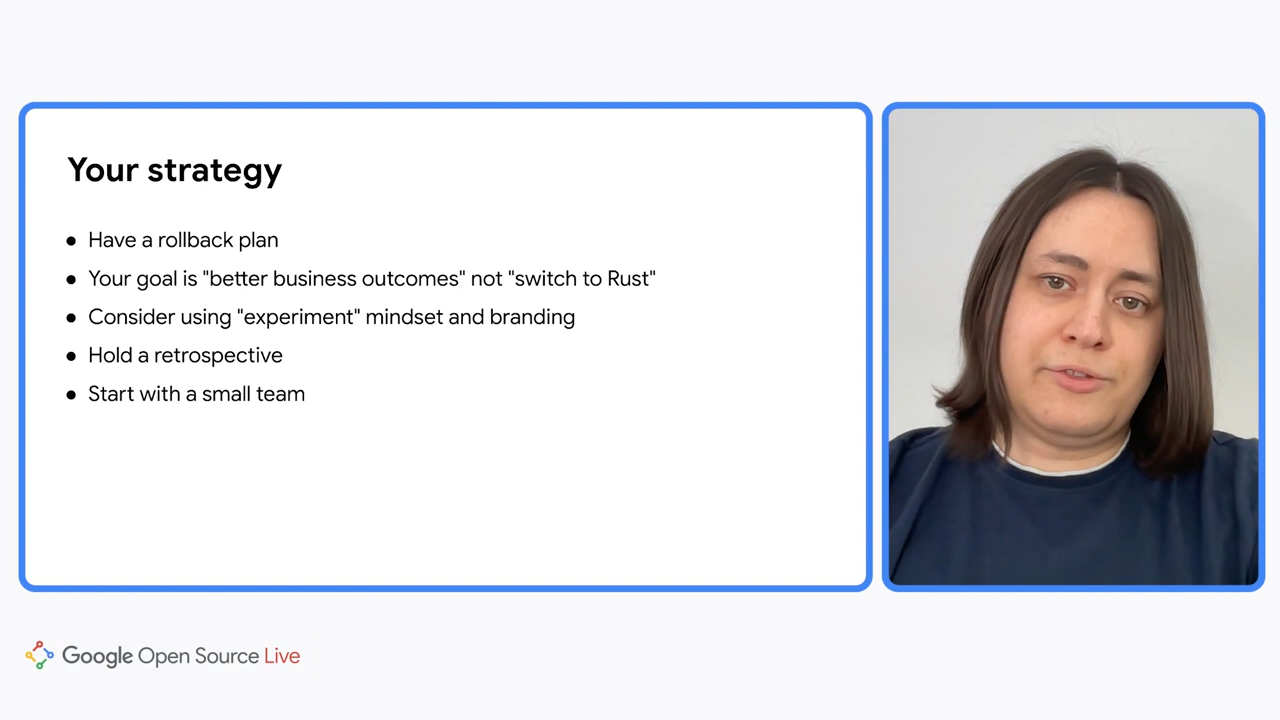 Your strategy
● Have a rollback plan
● Your goal is "better business outcomes" not "switch to Rust"
● Consider using "experiment" mindset and branding
● Hold a retrospective
● Start with a small team
Google Open Source Live